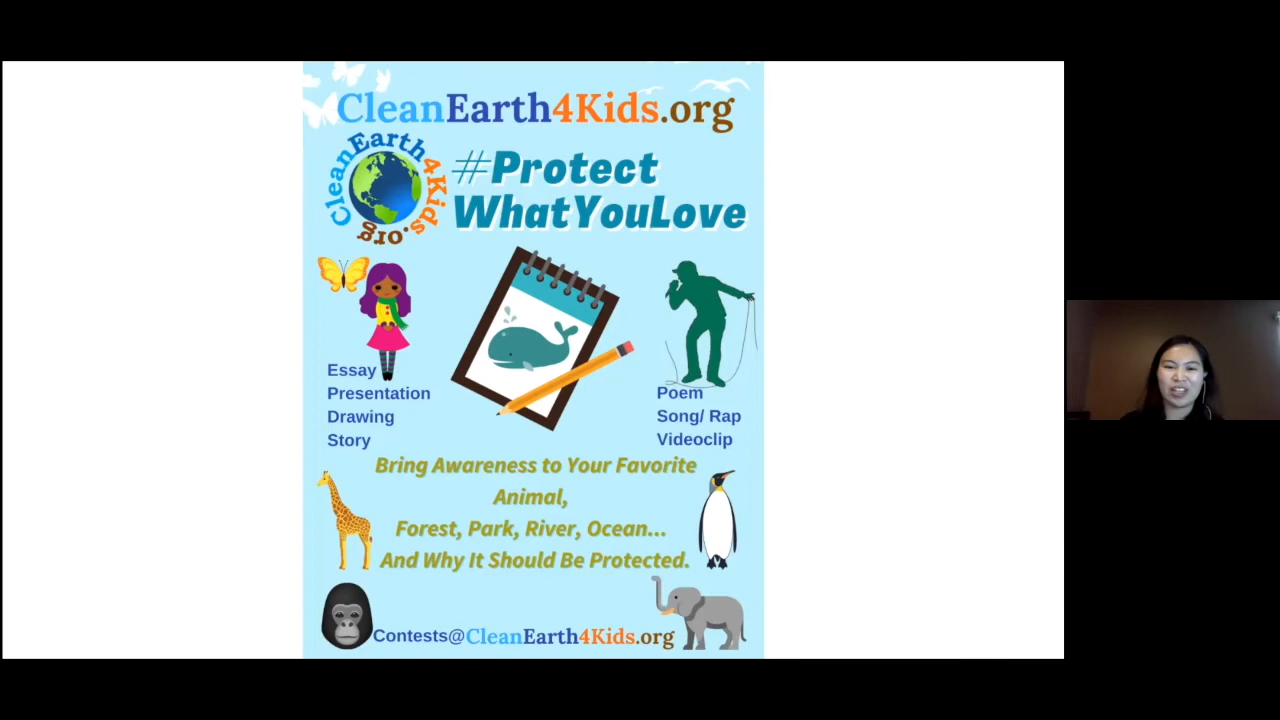 CleanEarth4Kids.org
CleanEarth4Kids.org
#Protect
WhatYouLove
Essay
Presentation
Drawing
Story
Poem
Song/ Rap
Videoclip
Bring Awareness to Your Favorite
Animal,
Forest, Park, River, Ocean...
And Why It Should Be Protected.
Contests@CleanEarth4Kids.org